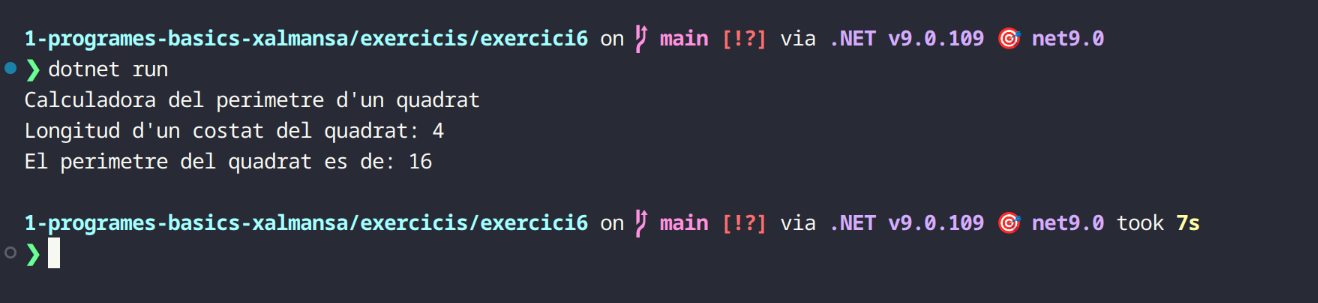 1-programes-basics-xalmansa/exercicis/exercici6 on  main [!?] via .NET v9.0.109 🎯 net9.0
❯ dotnet run
Calculadora del perimetre d'un quadrat
Longitud d'un costat del quadrat: 4
El perimetre del quadrat es de: 16
1-programes-basics-xalmansa/exercicis/exercici6 on  main [!?] via .NET v9.0.109 🎯 net9.0 took 7s
❯